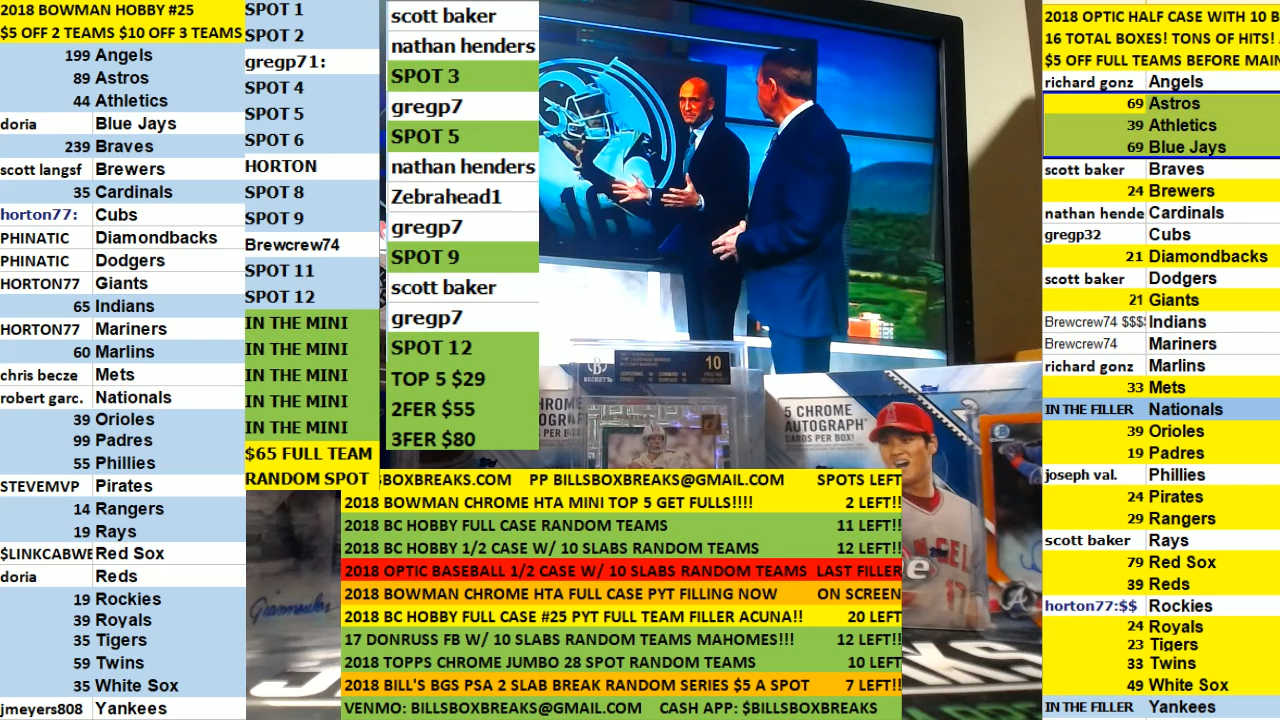 2018 BOWMAN HOBBY #25
$5 OFF 2 TEAMS $10 OFF 3 TEAMS
199 Angels
89 Astros
44 Athletics
doria Blue Jays
239 Braves
scott langsf Brewers
35 Cardinals
horton77: Cubs
PHINATIC Diamondbacks
PHINATIC Dodgers
HORTON77 Giants
65 Indians
HORTON77 Mariners
60 Marlins
chris becze Mets
robert garc. Nationals
39 Orioles
99 Padres
55 Phillies
STEVEMVP Pirates
14 Rangers
19 Rays
$LINKCABWE Red Sox
doria Reds
19 Rockies
39 Royals
35 Tigers
59 Twins
35 White Sox
jmeyers808 Yankees
SPOT 1
SPOT 2
gregp71:
SPOT 4
SPOT 5
SPOT 6
HORTON
SPOT 8
SPOT 9
Brewcrew74
SPOT 11
SPOT 12
IN THE MINI
IN THE MINI
IN THE MINI
IN THE MINI
IN THE MINI
$65 FULL TEAM
RANDOM SPOT
scott baker
nathan henders
SPOT 3
gregp7
SPOT 5
nathan henders
Zebrahead1
gregp7
SPOT 9
scott baker
gregp7
SPOT 12
TOP 5 $29
2FER $55
3FER $80
16
BECKETT
10
5 CHROME
AUTOGRAPH
CARDS PER BOX!
topps
17
SBOXBREAKS.COM PP BILLSBOXBREAKS@GMAIL.COM SPOTS LEFT
2018 BOWMAN CHROME HTA MINI TOP 5 GET FULLS!!!! 2 LEFT!!
2018 BC HOBBY FULL CASE RANDOM TEAMS 11 LEFT!!
2018 BC HOBBY 1/2 CASE W/ 10 SLABS RANDOM TEAMS 12 LEFT!!
2018 OPTIC BASEBALL 1/2 CASE W/ 10 SLABS RANDOM TEAMS LAST FILLER
2018 BOWMAN CHROME HTA FULL CASE PYT FILLING NOW ON SCREEN
2018 BC HOBBY FULL CASE #25 PYT FULL TEAM FILLER ACUNA!! 20 LEFT!!
17 DONRUSS FB W/ 10 SLABS RANDOM TEAMS MAHOMES!!! 12 LEFT!!
2018 TOPPS CHROME JUMBO 28 SPOT RANDOM TEAMS 10 LEFT
2018 BILL'S BGS PSA 2 SLAB BREAK RANDOM SERIES $5 A SPOT 7 LEFT!!
VENMO: BILLSBOXBREAKS@GMAIL.COM CASH APP: $BILLSBOXBREAKS
2018 OPTIC HALF CASE WITH 10 B
16 TOTAL BOXES! TONS OF HITS!
$5 OFF FULL TEAMS BEFORE MAIN
richard gonz Angels
69 Astros
39 Athletics
69 Blue Jays
scott baker Braves
24 Brewers
nathan hende Cardinals
gregp32 Cubs
21 Diamondbacks
scott baker Dodgers
21 Giants
Brewcrew74 $$$$ Indians
Brewcrew74 Mariners
richard gonz Marlins
33 Mets
IN THE FILLER Nationals
39 Orioles
19 Padres
joseph val. Phillies
24 Pirates
29 Rangers
scott baker Rays
79 Red Sox
39 Reds
horton77:$$ Rockies
24 Royals
23 Tigers
33 Twins
49 White Sox
IN THE FILLER Yankees